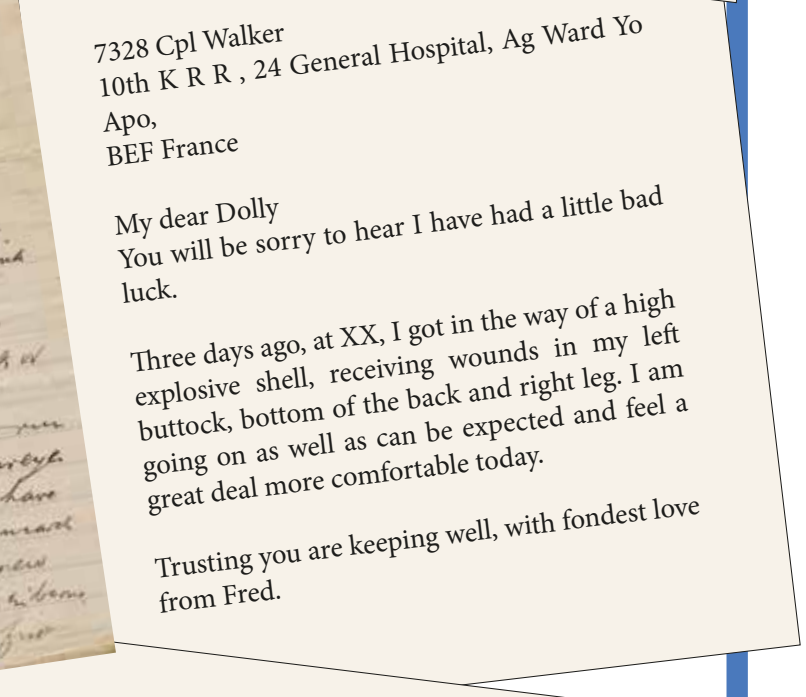 7328 Cpl Walker
10th K R R , 24 General Hospital, Ag Ward Yo
Apo,
BEF France
My dear Dolly
You will be sorry to hear I have had a little bad
luck.
Three days ago, at XX, I got in the way of a high
explosive shell, receiving wounds in my left
buttock, bottom of the back and right leg. I am
going on as well as can be expected and feel a
great deal more comfortable today.
Trusting you are keeping well, with fondest love
from Fred.
have